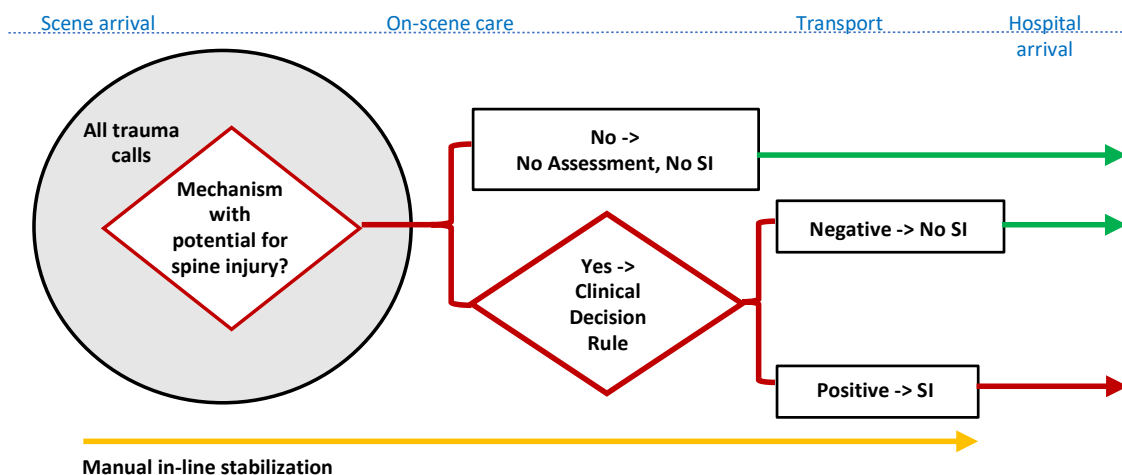 Scene arrival
On-scene care
Transport
Hospital
arrival
All trauma
calls
Mechanism
with
potential for
spine injury?
No ->
No Assessment, No SI
Yes ->
Clinical
Decision
Rule
Negative -> No SI
Positive -> SI
Manual in-line stabilization